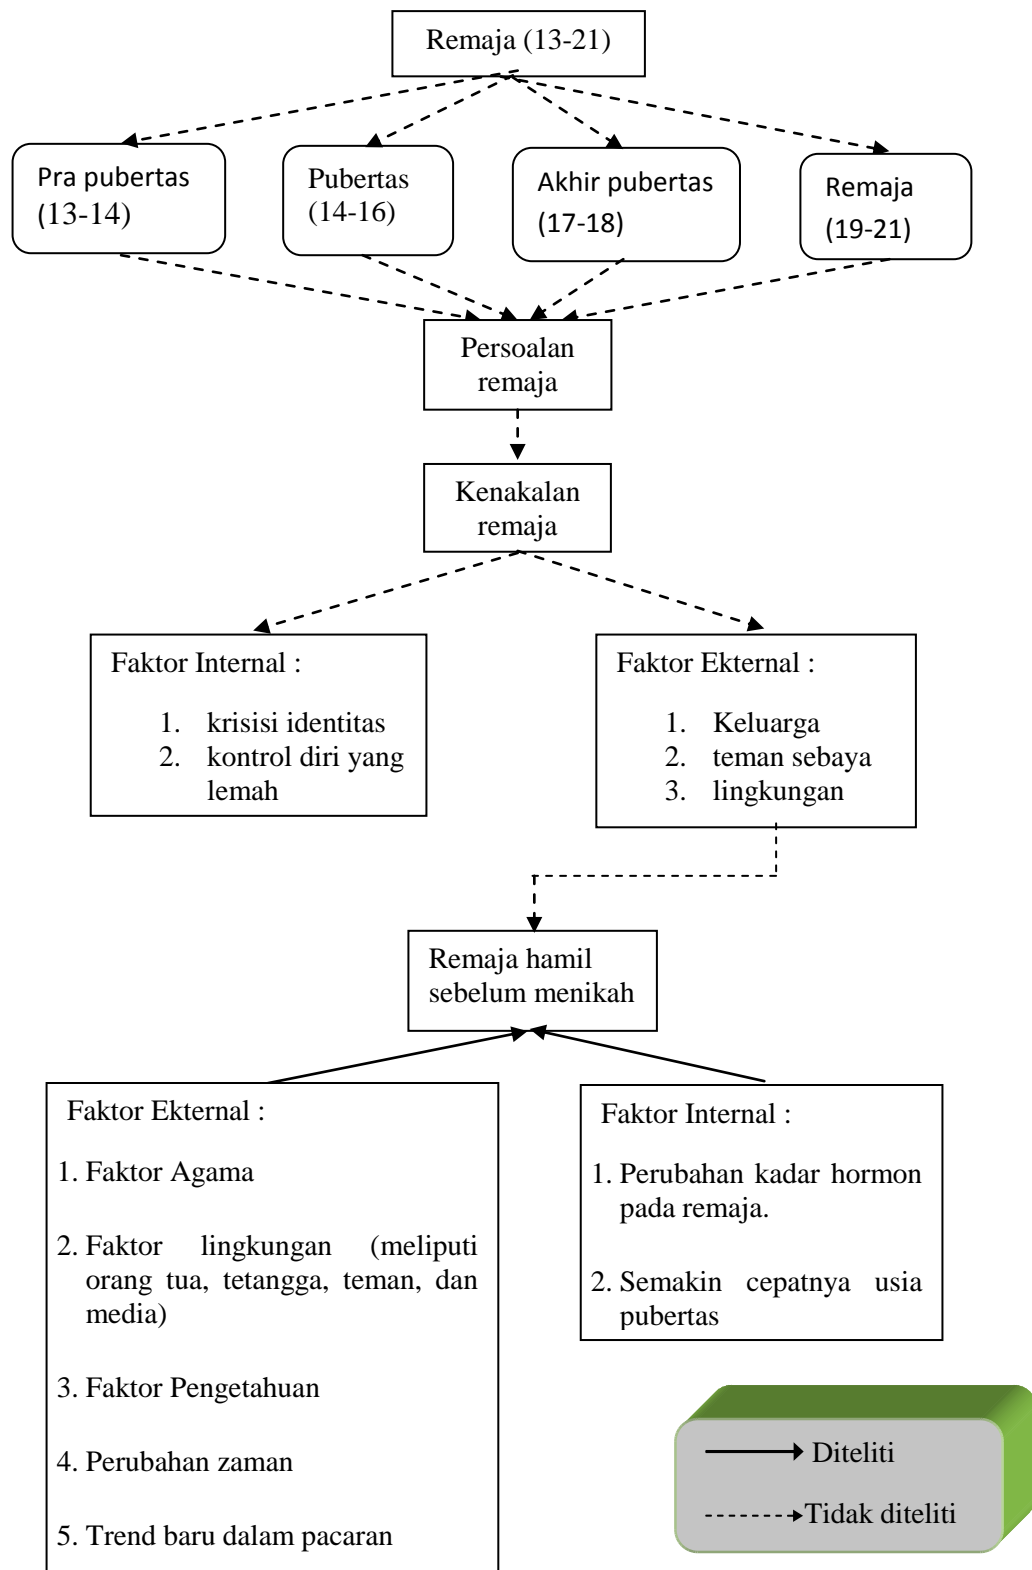 Remaja (13-21)
Pra pubertas
(13-14)
Pubertas
(14-16)
Akhir pubertas
(17-18)
Remaja
(19-21)
Persoalan
remaja
Kenakalan
remaja
Faktor Internal :
1. krisisi identitas
2. kontrol diri yang
lemah
Faktor Ekternal :
1. Keluarga
2. teman sebaya
3. lingkungan
Remaja hamil
sebelum menikah
Faktor Ekternal :
1. Faktor Agama
2. Faktor lingkungan (meliputi
orang tua, tetangga, teman, dan
media)
3. Faktor Pengetahuan
4. Perubahan zaman
5. Trend baru dalam pacaran
Faktor Internal :
1. Perubahan kadar hormon
pada remaja.
2. Semakin cepatnya usia
pubertas
Diteliti
Tidak diteliti